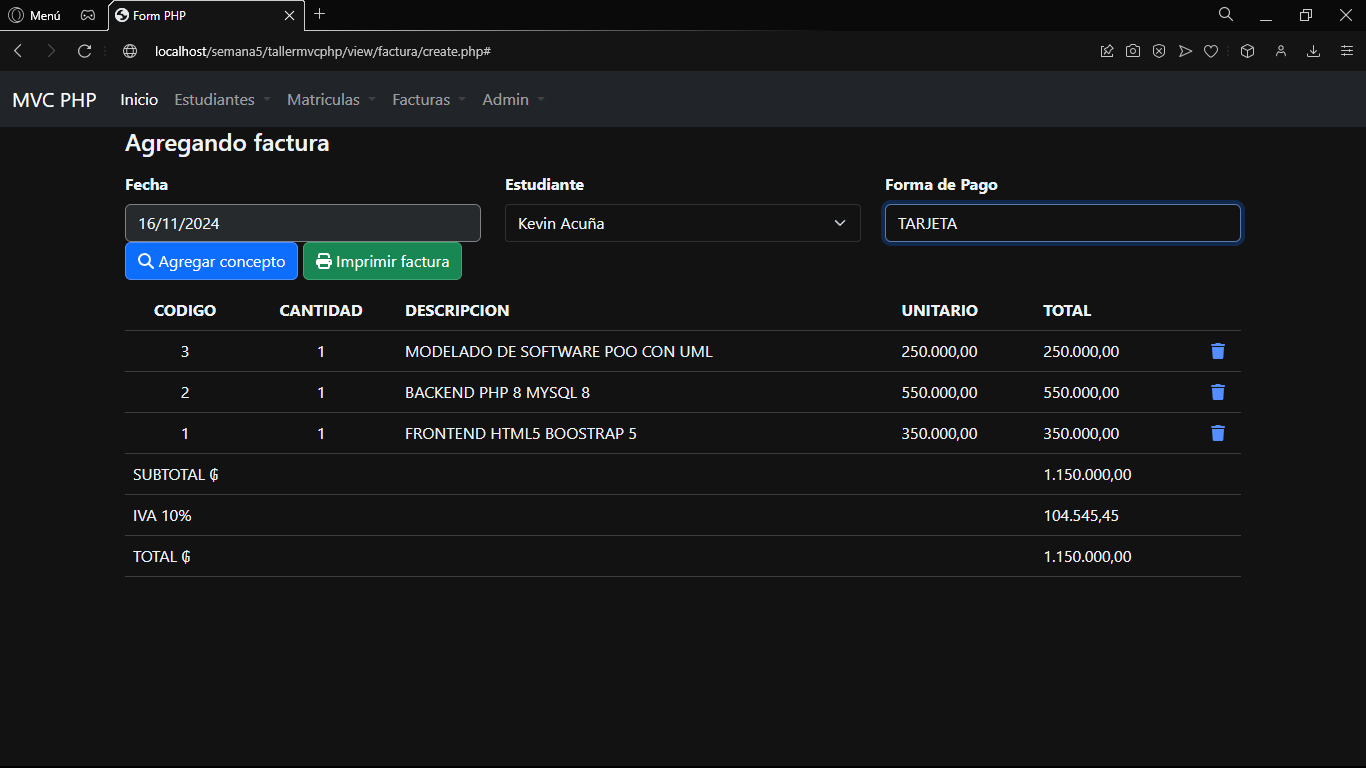 Menú Form PHP
localhost/semana5/tallermvcphp/view/factura/create.php#
MVC PHP Inicio Estudiantes Matriculas Facturas Admin
Agregando factura
Fecha Estudiante Forma de Pago
16/11/2024 Kevin Acuña TARJETA
Agregar concepto Imprimir factura
CODIGO CANTIDAD DESCRIPCION UNITARIO TOTAL
3 1 MODELADO DE SOFTWARE POO CON UML 250.000,00 250.000,00
2 1 BACKEND PHP 8 MYSQL 8 550.000,00 550.000,00
1 1 FRONTEND HTML5 BOOSTRAP 5 350.000,00 350.000,00
SUBTOTAL ₲ 1.150.000,00
IVA 10% 104.545,45
TOTAL ₲ 1.150.000,00